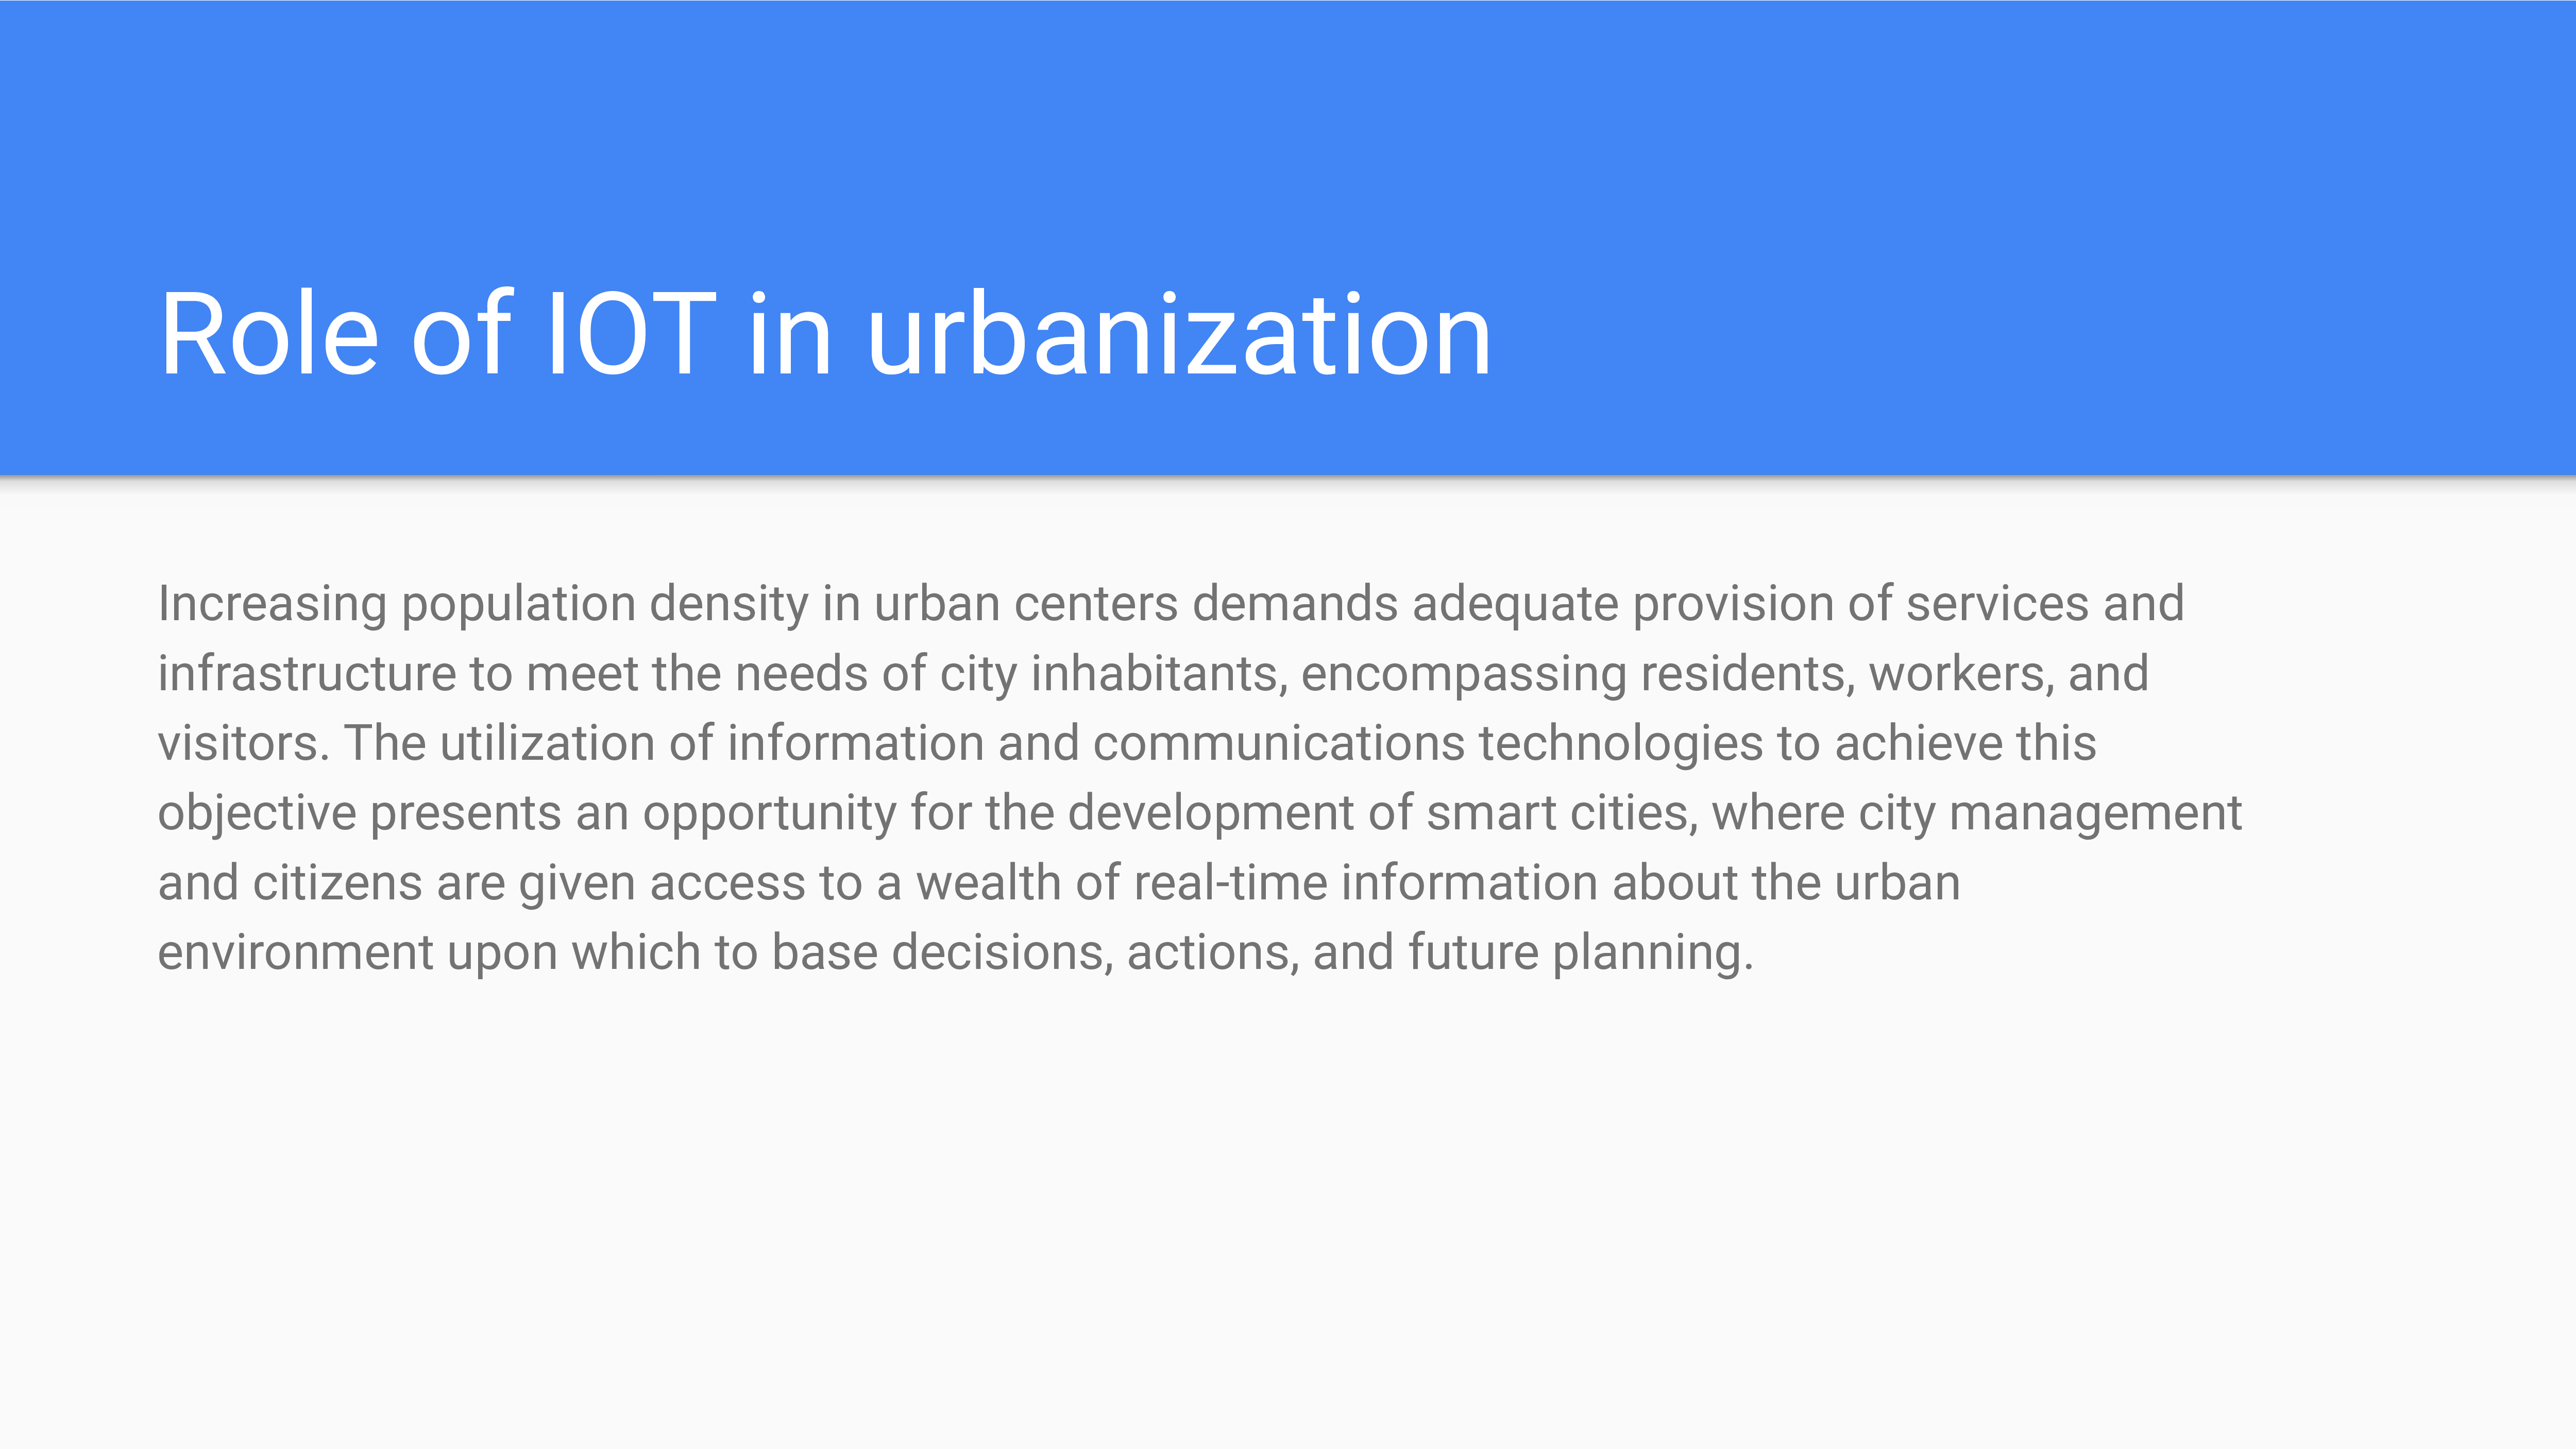 Role of IOT in urbanization
Increasing population density in urban centers demands adequate provision of services and
infrastructure to meet the needs of city inhabitants, encompassing residents, workers, and
visitors. The utilization of information and communications technologies to achieve this
objective presents an opportunity for the development of smart cities, where city management
and citizens are given access to a wealth of real-time information about the urban
environment upon which to base decisions, actions, and future planning.